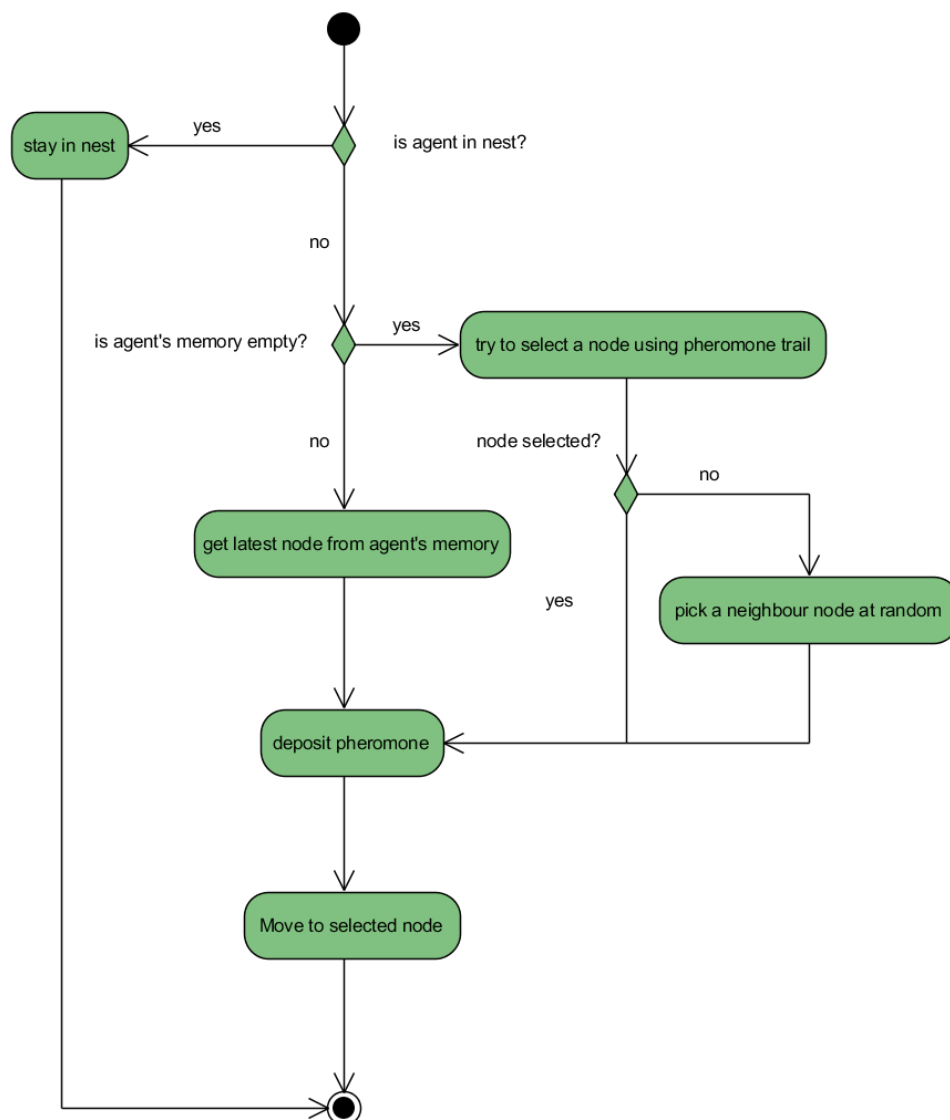 yes
stay in nest
is agent in nest?
no
is agent's memory empty?
yes
try to select a node using pheromone trail
no
node selected?
no
get latest node from agent's memory
yes
pick a neighbour node at random
deposit pheromone
Move to selected node